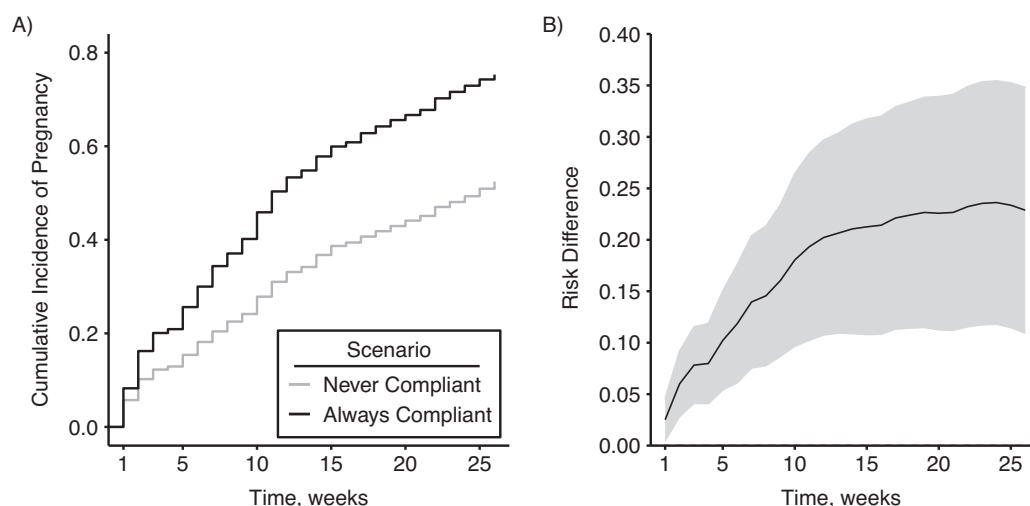 A)
Cumulative Incidence of Pregnancy
0.8
0.6
0.4
0.2
0.0
Scenario
Never Compliant
Always Compliant
1 5 10 15 20 25
Time, weeks
B)
Risk Difference
0.40
0.35
0.30
0.25
0.20
0.15
0.10
0.05
0.00
1 5 10 15 20 25
Time, weeks